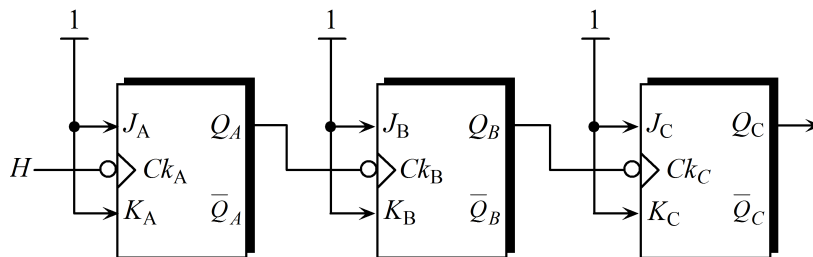 1 1 1
J_A Q_A J_B Q_B J_C Q_C
H Ck_A Ck_B Ck_C
K_A Q̅_A K_B Q̅_B K_C Q̅_C